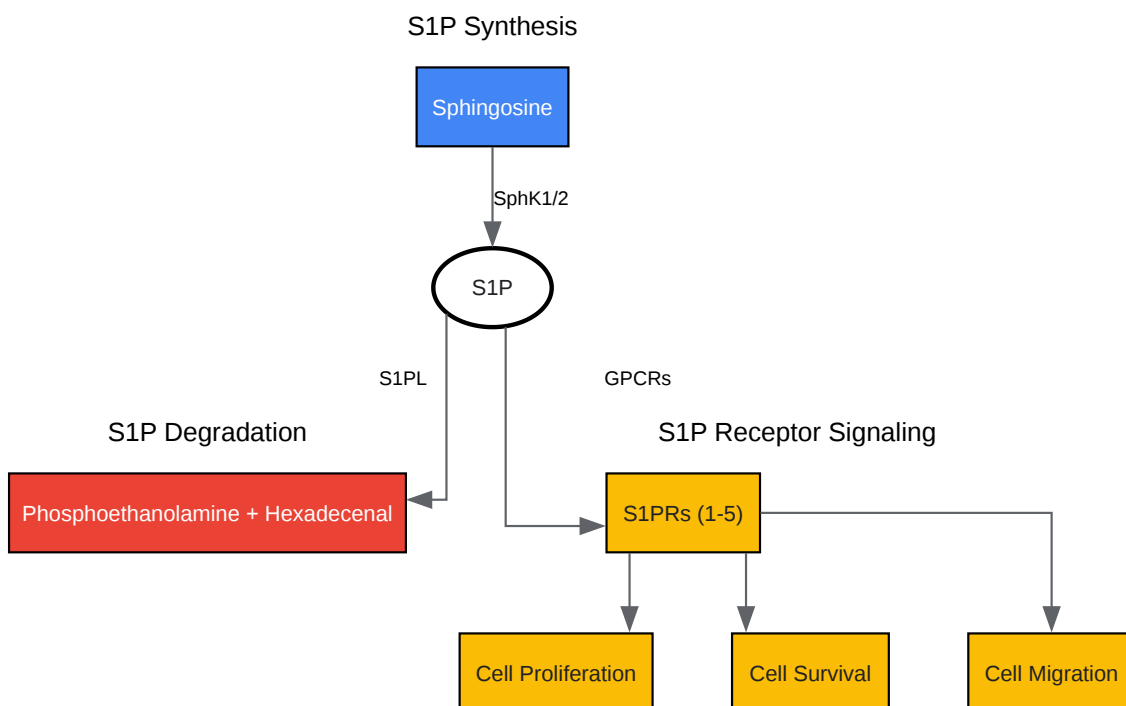 S1P Synthesis
Sphingosine
SphK1/2
S1P
S1PL
GPCRs
S1P Degradation
S1P Receptor Signaling
Phosphoethanolamine + Hexadecenal
S1PRs (1-5)
Cell Proliferation
Cell Survival
Cell Migration